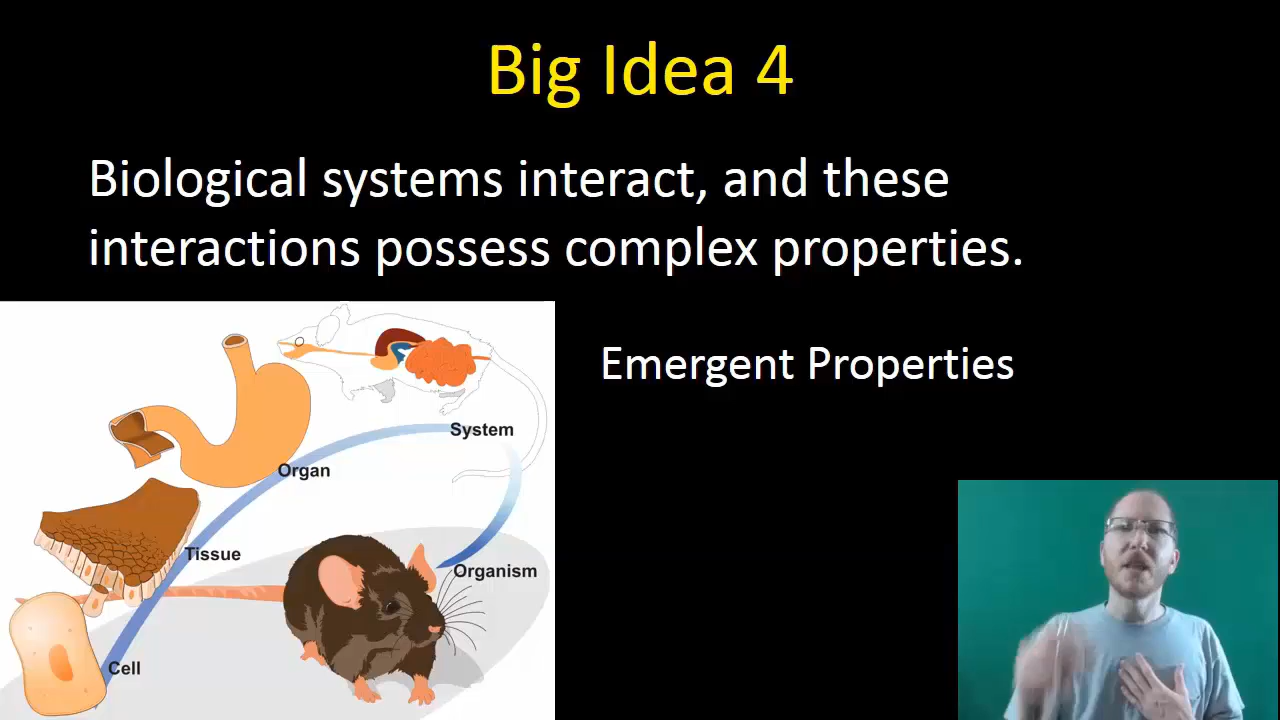 Big Idea 4
Biological systems interact, and these
interactions possess complex properties.
Emergent Properties
System
Organ
Tissue
Organism
Cell